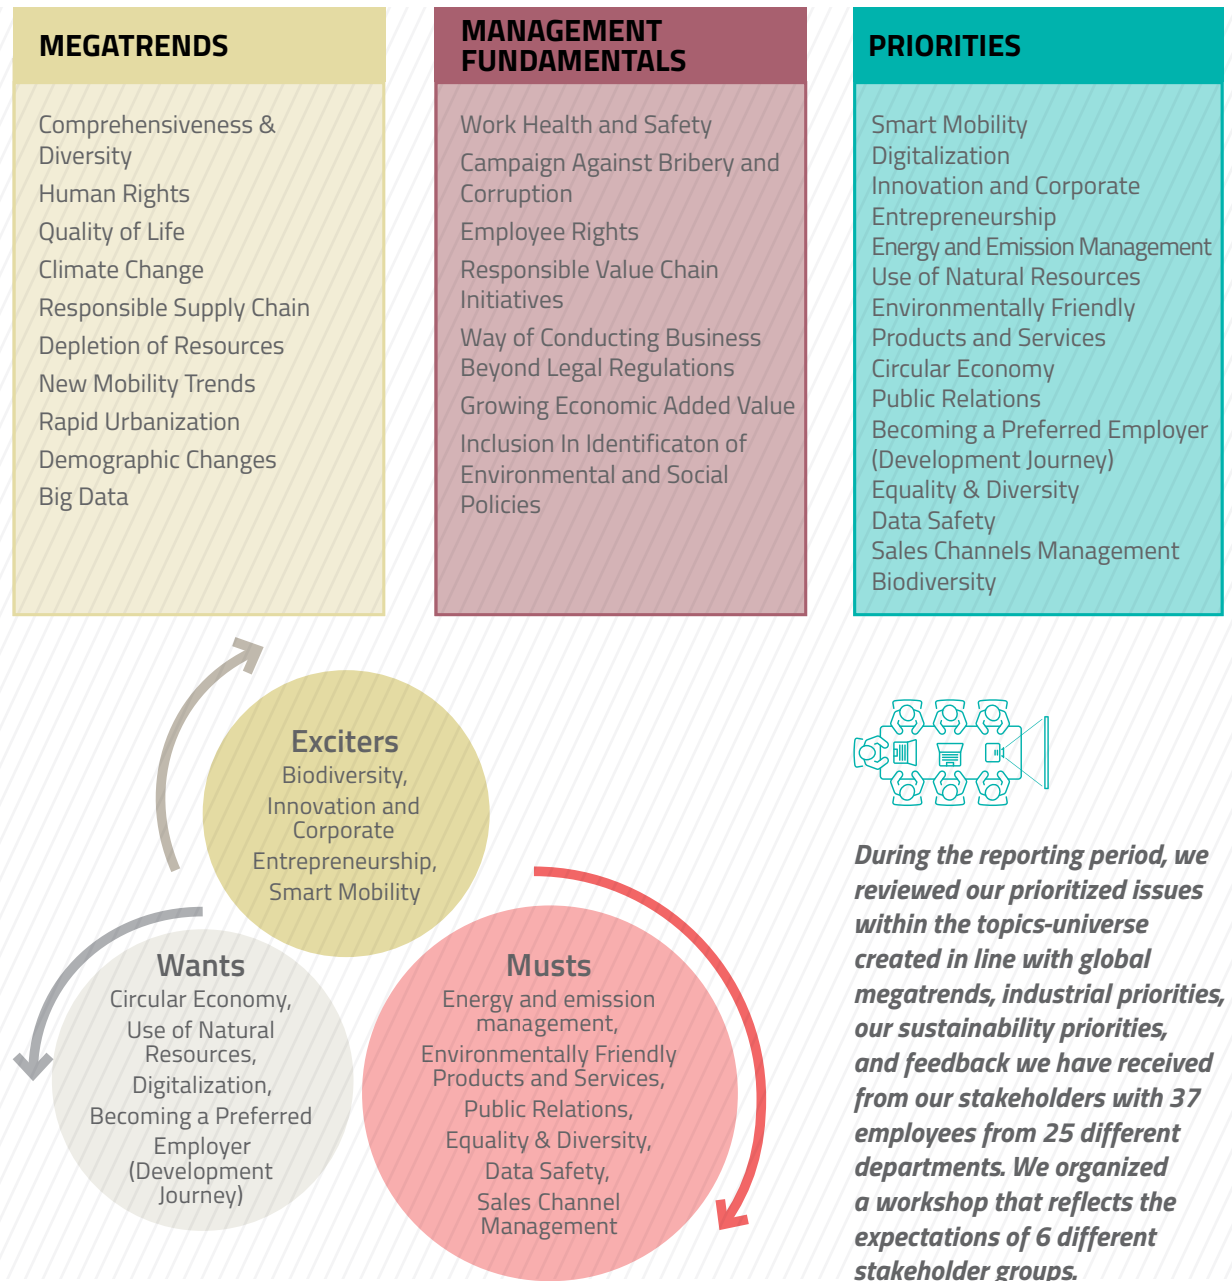 MEGATRENDS
Comprehensiveness &
Diversity
Human Rights
Quality of Life
Climate Change
Responsible Supply Chain
Depletion of Resources
New Mobility Trends
Rapid Urbanization
Demographic Changes
Big Data
MANAGEMENT
FUNDAMENTALS
Work Health and Safety
Campaign Against Bribery and
Corruption
Employee Rights
Responsible Value Chain
Initiatives
Way of Conducting Business
Beyond Legal Regulations
Growing Economic Added Value
Inclusion In Identificaton of
Environmental and Social
Policies
PRIORITIES
Smart Mobility
Digitalization
Innovation and Corporate
Entrepreneurship
Energy and Emission Management
Use of Natural Resources
Environmentally Friendly
Products and Services
Circular Economy
Public Relations
Becoming a Preferred Employer
(Development Journey)
Equality & Diversity
Data Safety
Sales Channels Management
Biodiversity
Exciters
Biodiversity,
Innovation and
Corporate
Entrepreneurship,
Smart Mobility
Wants
Circular Economy,
Use of Natural
Resources,
Digitalization,
Becoming a Preferred
Employer
(Development
Journey)
Musts
Energy and emission
management,
Environmentally Friendly
Products and Services,
Public Relations,
Equality & Diversity,
Data Safety,
Sales Channel
Management
During the reporting period, we
reviewed our prioritized issues
within the topics-universe
created in line with global
megatrends, industrial priorities,
our sustainability priorities,
and feedback we have received
from our stakeholders with 37
employees from 25 different
departments. We organized
a workshop that reflects the
expectations of 6 different
stakeholder groups.